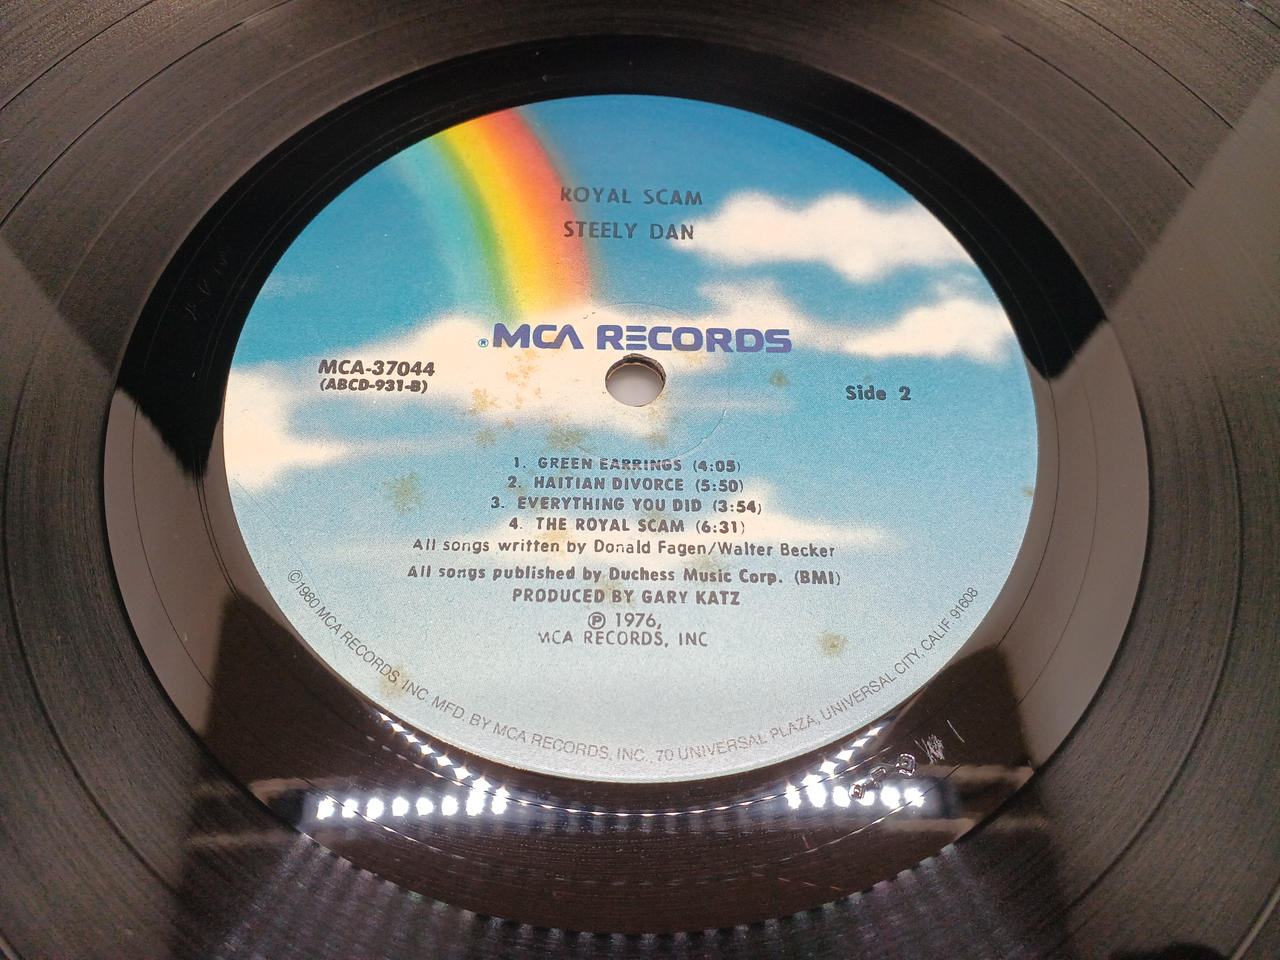 ROYAL SCAM
STEELY DAN
® MCA RECORDS
MCA-37044
(ABCD-931-B)
Side 2
1. GREEN EARRINGS (4:05)
2. HAITIAN DIVORCE (5:50)
3. EVERYTHING YOU DID (3:54)
4. THE ROYAL SCAM (6:31)
All songs written by Donald Fagen/Walter Becker
All songs published by Duchess Music Corp. (BMI)
PRODUCED BY GARY KATZ
Ⓟ 1976,
MCA RECORDS, INC
©1980 MCA RECORDS, INC. MFD. BY MCA RECORDS, INC., 70 UNIVERSAL PLAZA, UNIVERSAL CITY, CALIF. 91608